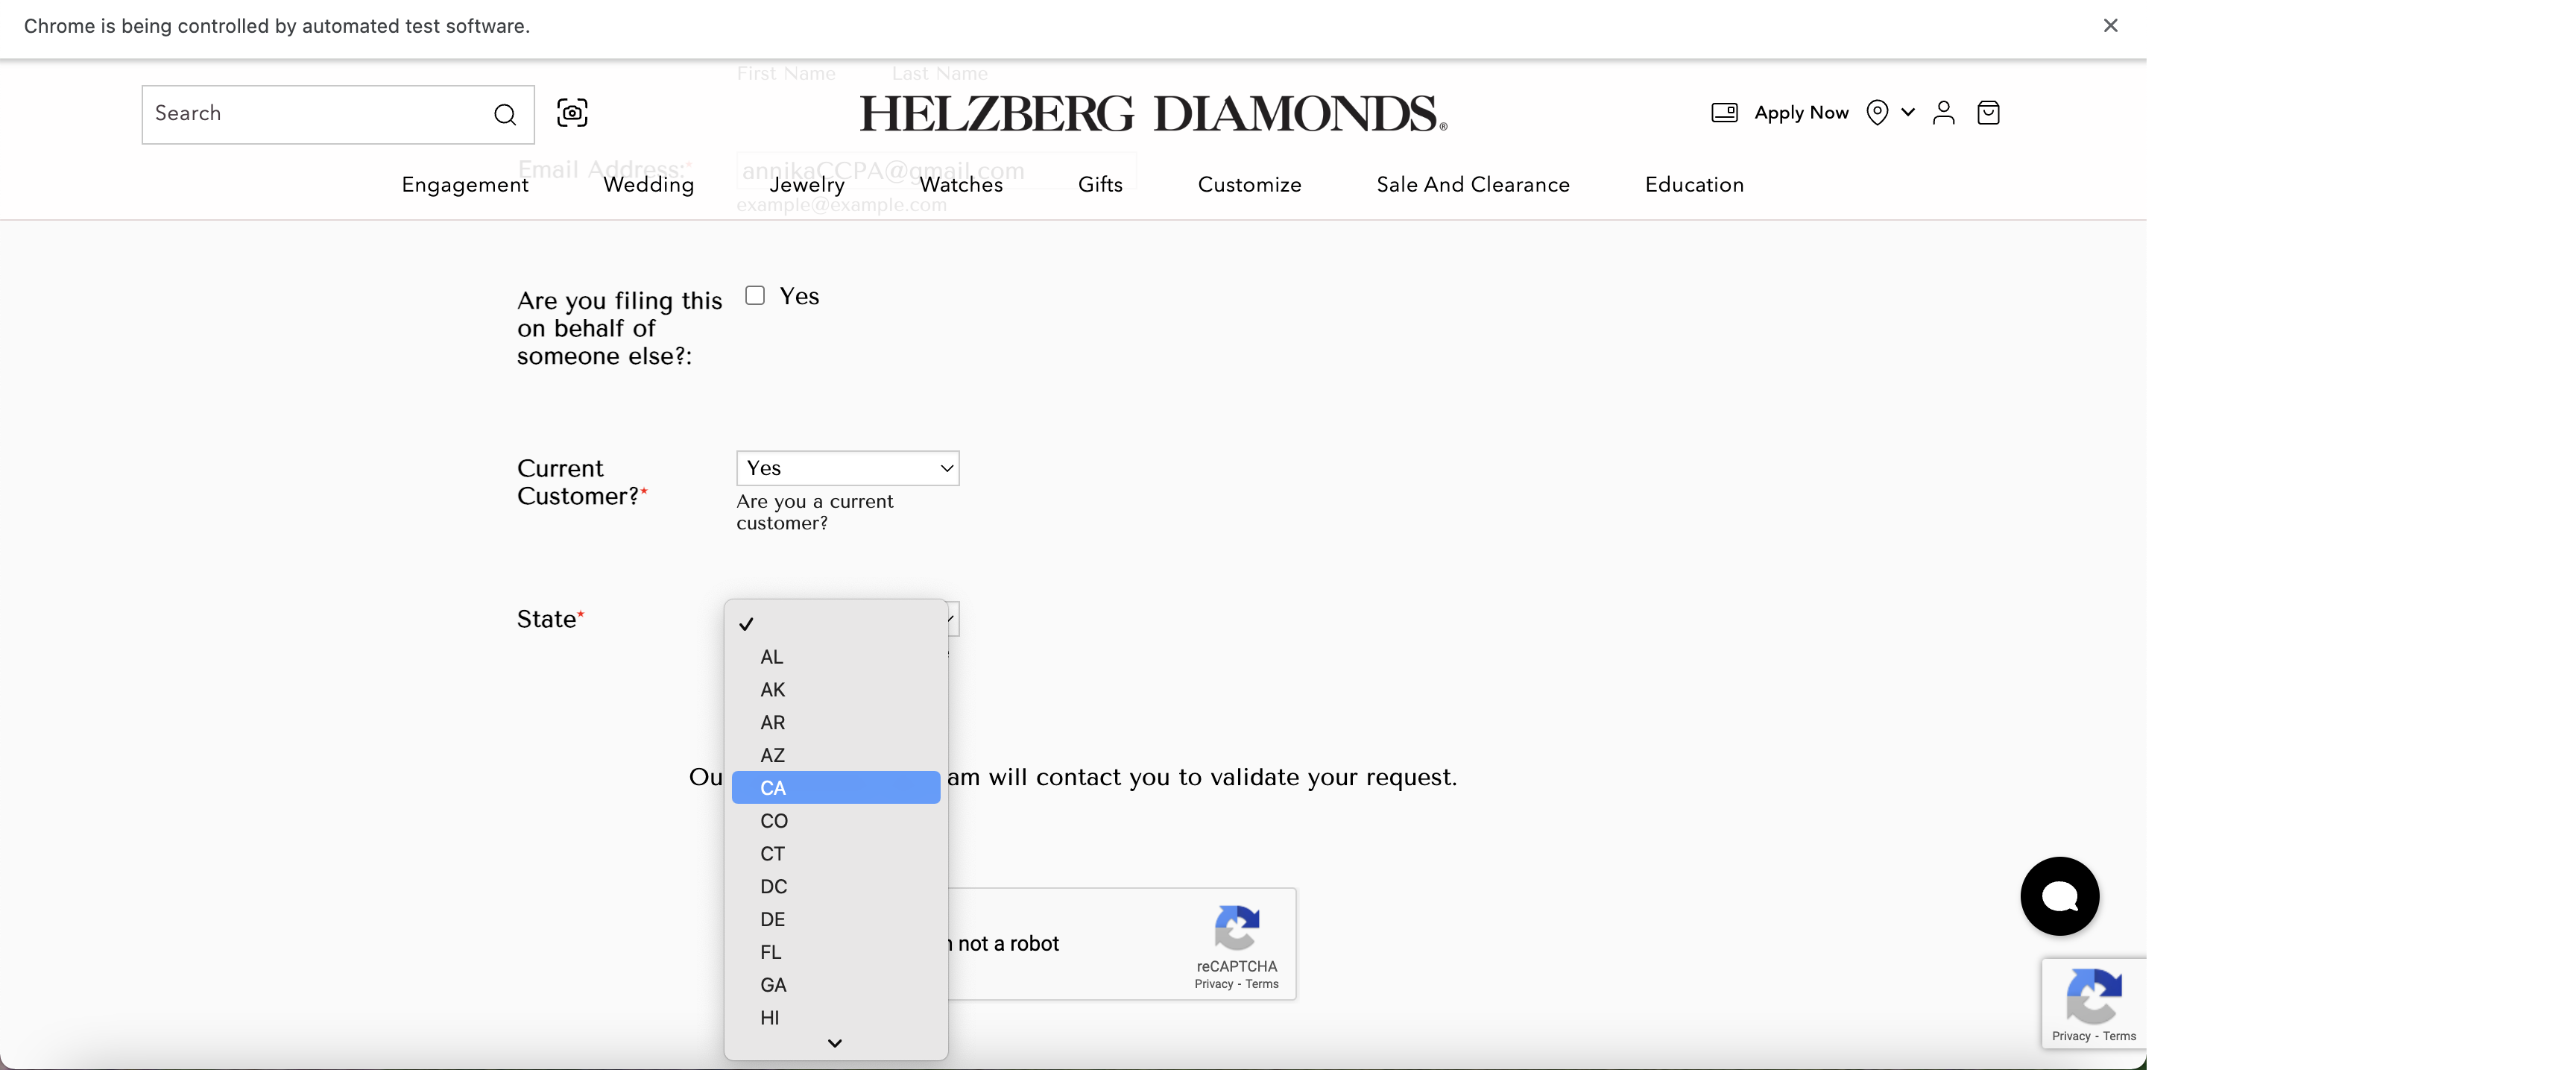 Chrome is being controlled by automated test software.
First Name Last Name
Search
HELZBERG DIAMONDS®
Apply Now
Email Address:*
annikaCCPA@gmail.com
Engagement Wedding Jewelry Watches Gifts Customize Sale And Clearance Education
example@example.com
Are you filing this
on behalf of
someone else?:
Yes
Current
Customer?*
Yes
Are you a current
customer?
State*
AL
AK
AR
AZ
CA
CO
CT
DC
DE
FL
GA
HI
Ou
am will contact you to validate your request.
not a robot
reCAPTCHA
Privacy - Terms
Privacy - Terms